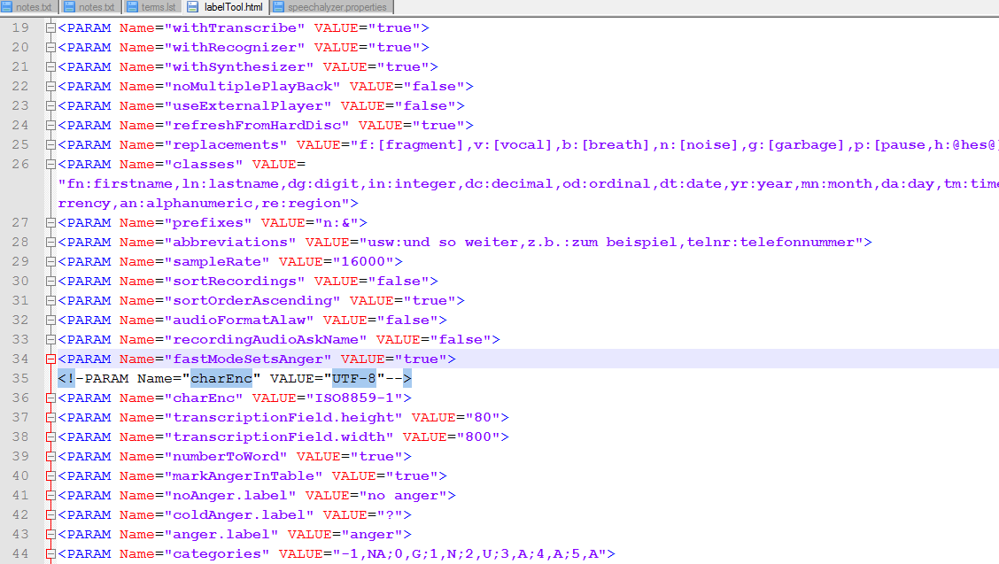 notes.txt notes.txt terms.lst labelTool.html speechalyzer.properties
19 <PARAM Name="withTranscribe" VALUE="true">
20 <PARAM Name="withRecognizer" VALUE="true">
21 <PARAM Name="withSynthesizer" VALUE="true">
22 <PARAM Name="noMultiplePlayBack" VALUE="false">
23 <PARAM Name="useExternalPlayer" VALUE="false">
24 <PARAM Name="refreshFromHardDisc" VALUE="true">
25 <PARAM Name="replacements" VALUE="f:[fragment],v:[vocal],b:[breath],n:[noise],g:[garbage],p:[pause,h:@hes@]
26 <PARAM Name="classes" VALUE=
"fn:firstname,ln:lastname,dg:digit,in:integer,dc:decimal,od:ordinal,dt:date,yr:year,mn:month,da:day,tm:time
rrency,an:alphanumeric,re:region">
27 <PARAM Name="prefixes" VALUE="n:&">
28 <PARAM Name="abbreviations" VALUE="usw:und so weiter,z.b.:zum beispiel,telnr:telefonnummer">
29 <PARAM Name="sampleRate" VALUE="16000">
30 <PARAM Name="sortRecordings" VALUE="false">
31 <PARAM Name="sortOrderAscending" VALUE="true">
32 <PARAM Name="audioFormatAlaw" VALUE="false">
33 <PARAM Name="recordingAudioAskName" VALUE="false">
34 <PARAM Name="fastModeSetsAnger" VALUE="true">
35 <!-PARAM Name="charEnc" VALUE="UTF-8"-->
36 <PARAM Name="charEnc" VALUE="ISO8859-1">
37 <PARAM Name="transcriptionField.height" VALUE="80">
38 <PARAM Name="transcriptionField.width" VALUE="800">
39 <PARAM Name="numberToWord" VALUE="true">
40 <PARAM Name="markAngerInTable" VALUE="true">
41 <PARAM Name="noAnger.label" VALUE="no anger">
42 <PARAM Name="coldAnger.label" VALUE="?">
43 <PARAM Name="anger.label" VALUE="anger">
44 <PARAM Name="categories" VALUE="-1,NA;0,G;1,N;2,U;3,A;4,A;5,A">